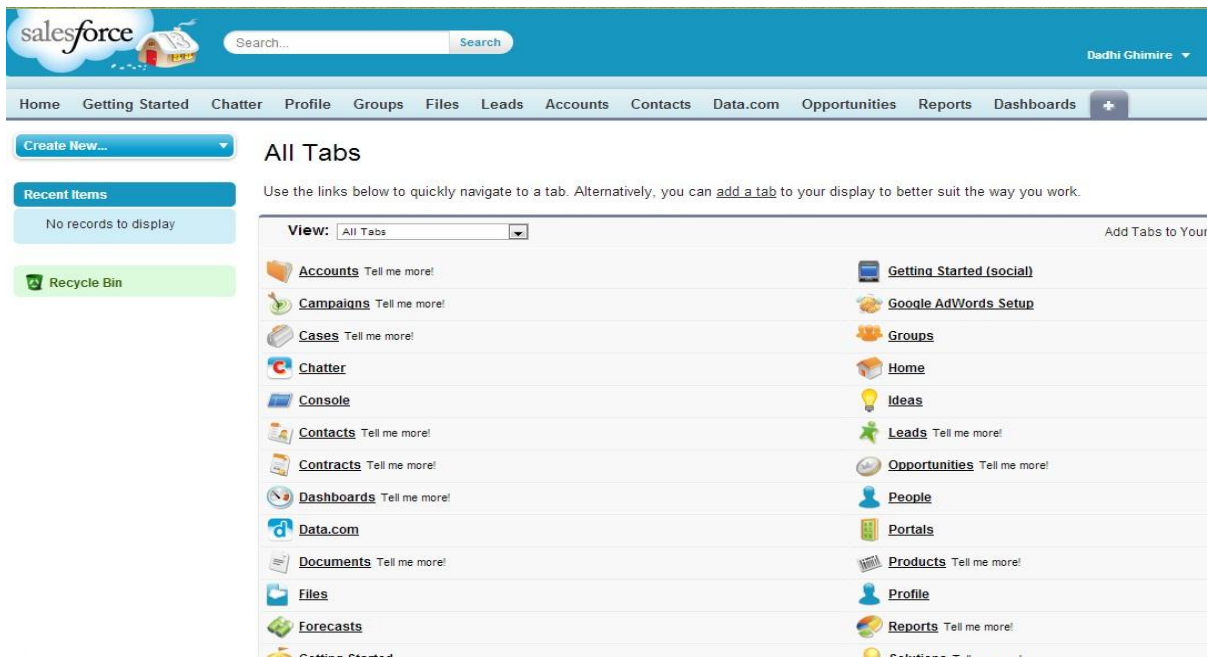 salesforce
Search... Search
Dadhi Ghimire
Home Getting Started Chatter Profile Groups Files Leads Accounts Contacts Data.com Opportunities Reports Dashboards +
Create New...
Recent Items
No records to display
Recycle Bin
All Tabs
Use the links below to quickly navigate to a tab. Alternatively, you can add a tab to your display to better suit the way you work.
View: All Tabs
Add Tabs to Your
Accounts Tell me more!
Campaigns Tell me more!
Cases Tell me more!
Chatter
Console
Contacts Tell me more!
Contracts Tell me more!
Dashboards Tell me more!
Data.com
Documents Tell me more!
Files
Forecasts
Getting Started
Getting Started (social)
Google AdWords Setup
Groups
Home
Ideas
Leads Tell me more!
Opportunities Tell me more!
People
Portals
Products Tell me more!
Profile
Reports Tell me more!
Solutions